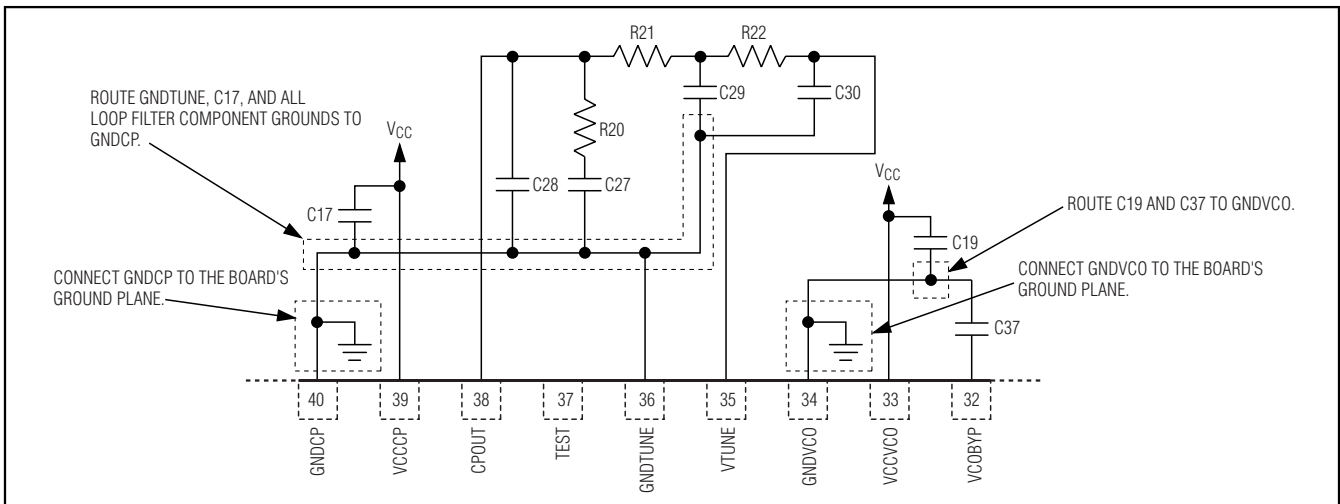 R21
R22
ROUTE GNDTUNE, C17, AND ALL
LOOP FILTER COMPONENT GROUNDS TO
GNDCP.
VCC
C29
C30
R20
C28
C27
C17
VCC
ROUTE C19 AND C37 TO GNDVCO.
C19
CONNECT GNDCP TO THE BOARD'S
GROUND PLANE.
CONNECT GNDVCO TO THE BOARD'S
GROUND PLANE.
C37
40
39
38
37
36
35
34
33
32
GNDCP
VCCCP
CPOUT
TEST
GNDTUNE
VTUNE
GNDVCO
VCCVCO
VCOBYP